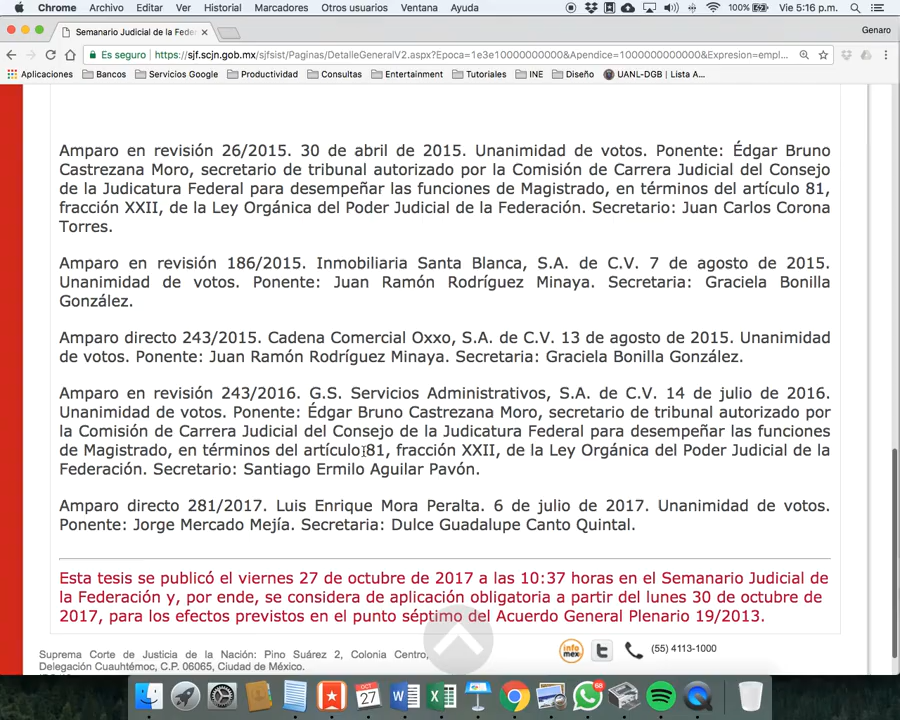 Chrome Archivo Editar Ver Historial Marcadores Otros usuarios Ventana Ayuda 100% Vie 5:16 p.m.
Semanario Judicial de la Feder Genaro
Es seguro https://sjf.scjn.gob.mx/sjfsist/Paginas/DetalleGeneralV2.aspx?Epoca=1e3e10000000000&Apendice=1000000000000&Expresion=empl...
Aplicaciones Bancos Servicios Google Productividad Consultas Entertainment Tutoriales INE Diseño UANL-DGB | Lista A...
Amparo en revisión 26/2015. 30 de abril de 2015. Unanimidad de votos. Ponente: Édgar Bruno
Castrezana Moro, secretario de tribunal autorizado por la Comisión de Carrera Judicial del Consejo
de la Judicatura Federal para desempeñar las funciones de Magistrado, en términos del artículo 81,
fracción XXII, de la Ley Orgánica del Poder Judicial de la Federación. Secretario: Juan Carlos Corona
Torres.
Amparo en revisión 186/2015. Inmobiliaria Santa Blanca, S.A. de C.V. 7 de agosto de 2015.
Unanimidad de votos. Ponente: Juan Ramón Rodríguez Minaya. Secretaria: Graciela Bonilla
González.
Amparo directo 243/2015. Cadena Comercial Oxxo, S.A. de C.V. 13 de agosto de 2015. Unanimidad
de votos. Ponente: Juan Ramón Rodríguez Minaya. Secretaria: Graciela Bonilla González.
Amparo en revisión 243/2016. G.S. Servicios Administrativos, S.A. de C.V. 14 de julio de 2016.
Unanimidad de votos. Ponente: Édgar Bruno Castrezana Moro, secretario de tribunal autorizado por
la Comisión de Carrera Judicial del Consejo de la Judicatura Federal para desempeñar las funciones
de Magistrado, en términos del artículo 81, fracción XXII, de la Ley Orgánica del Poder Judicial de la
Federación. Secretario: Santiago Ermilo Aguilar Pavón.
Amparo directo 281/2017. Luis Enrique Mora Peralta. 6 de julio de 2017. Unanimidad de votos.
Ponente: Jorge Mercado Mejía. Secretaria: Dulce Guadalupe Canto Quintal.
Esta tesis se publicó el viernes 27 de octubre de 2017 a las 10:37 horas en el Semanario Judicial de
la Federación y, por ende, se considera de aplicación obligatoria a partir del lunes 30 de octubre de
2017, para los efectos previstos en el punto séptimo del Acuerdo General Plenario 19/2013.
Suprema Corte de Justicia de la Nación: Pino Suárez 2, Colonia Centro,
Delegación Cuauhtémoc, C.P. 06065, Ciudad de México.
info mex t (55) 4113-1000
OCT 27 68